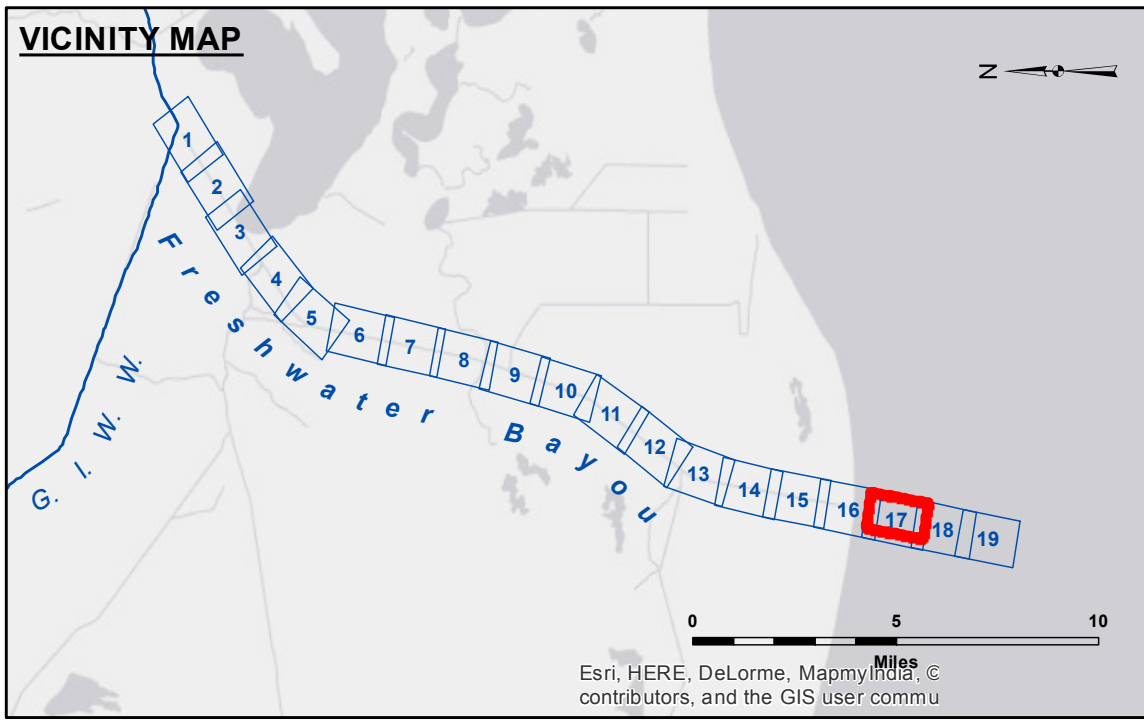 VICINITY MAP
N
1
2
3
4
5
6
7
8
9
10
11
12
13
14
15
16
17
18
19
Freshwater Bayou
G. I. W. W.
0 5 10
Miles
Esri, HERE, DeLorme, MapmyIndia, ©
contributors, and the GIS user commu